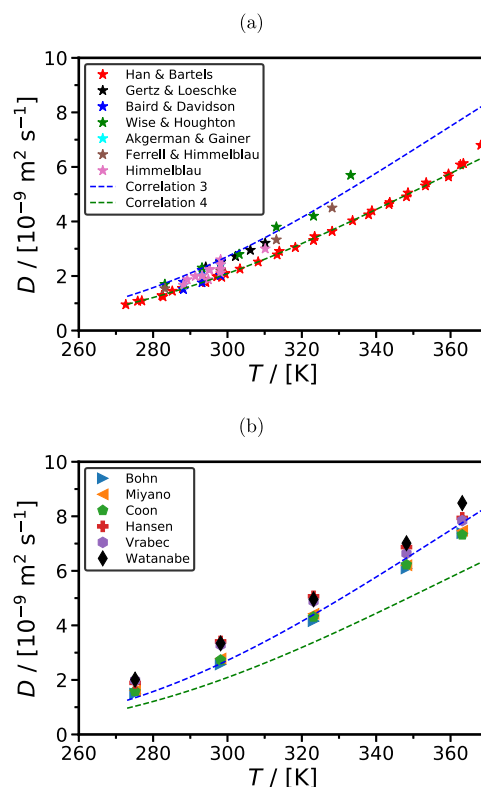 (a)
10
8
6
4
2
0
D / [10⁻⁹ m² s⁻¹]
Han & Bartels
Gertz & Loeschke
Baird & Davidson
Wise & Houghton
Akgerman & Gainer
Ferrell & Himmelblau
Himmelblau
Correlation 3
Correlation 4
260 280 300 320 340 360
T / [K]
(b)
10
8
6
4
2
0
D / [10⁻⁹ m² s⁻¹]
Bohn
Miyano
Coon
Hansen
Vrabec
Watanabe
260 280 300 320 340 360
T / [K]